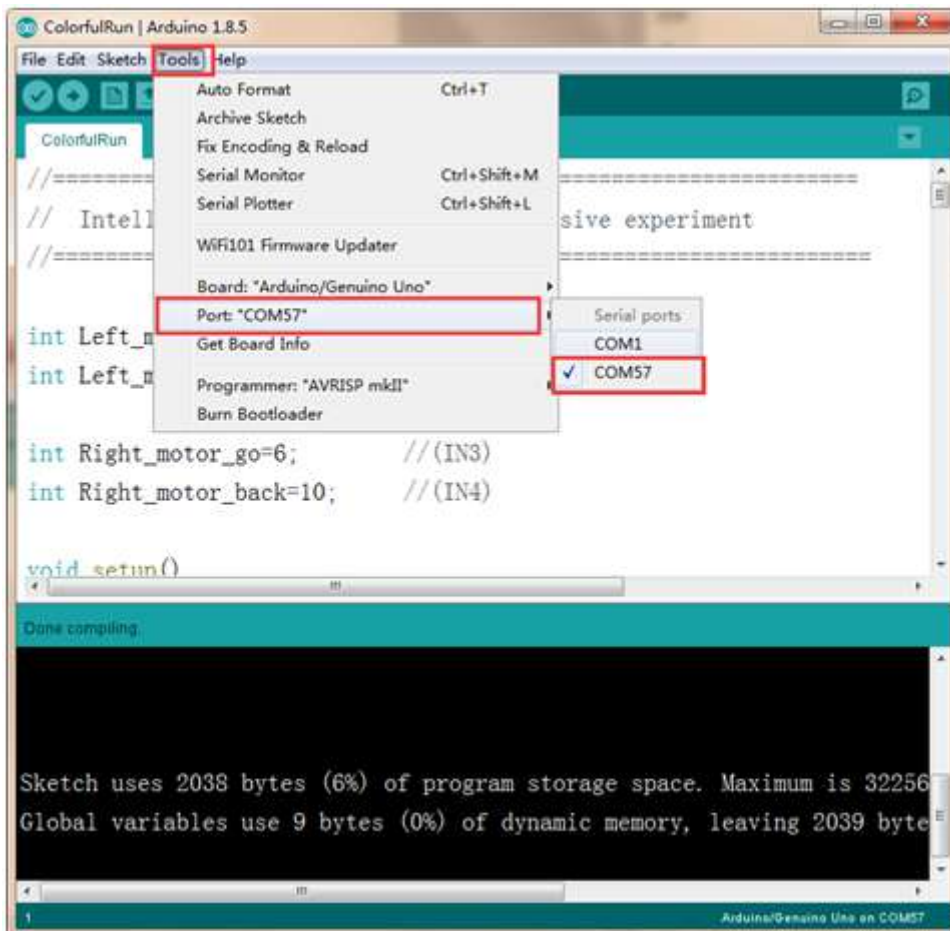 ColorfulRun | Arduino 1.8.5
File Edit Sketch Tools Help
Auto Format Ctrl+T
Archive Sketch
ColorfulRun
Fix Encoding & Reload
Serial Monitor Ctrl+Shift+M
//==========================
Serial Plotter Ctrl+Shift+L
// Intell sive experiment
WiFi101 Firmware Updater
//==========================
Board: "Arduino/Genuino Uno"
Port: "COM57" Serial ports
int Left_m
Get Board Info COM1
int Left_m
✓ COM57
Programmer: "AVRISP mkII"
Burn Bootloader
int Right_motor_go=6; //(IN3)
int Right_motor_back=10; //(IN4)
void setup()
Done compiling.
Sketch uses 2038 bytes (6%) of program storage space. Maximum is 32256
Global variables use 9 bytes (0%) of dynamic memory, leaving 2039 byte
1 Arduino/Genuino Uno on COM57